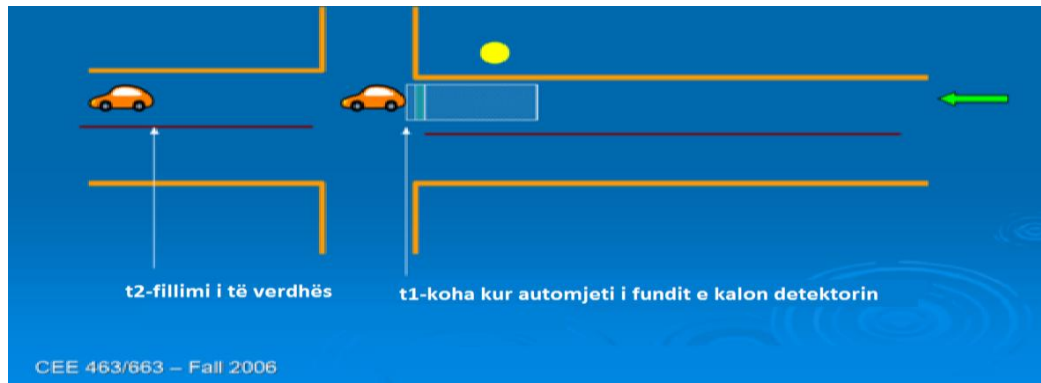 t2-fillimi i të verdhës
t1-koha kur automjeti i fundit e kalon detektorin
CEE 463/663 – Fall 2006